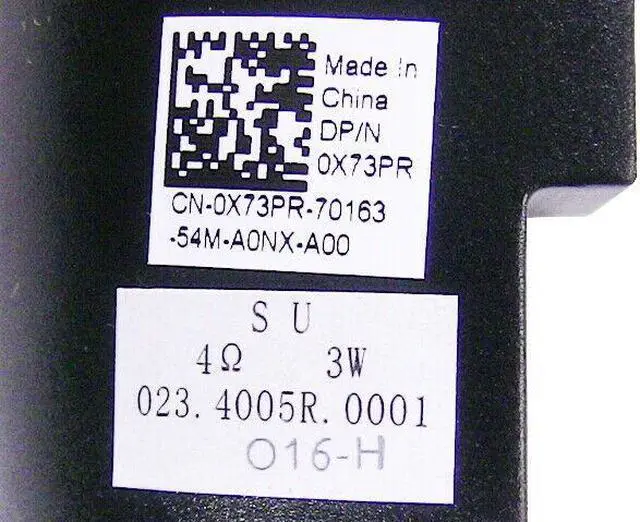 Made In
China
DP/N
0X73PR
CN-0X73PR-70163
-54M-A0NX-A00
S U
4Ω 3W
023.4005R.0001
O16-H